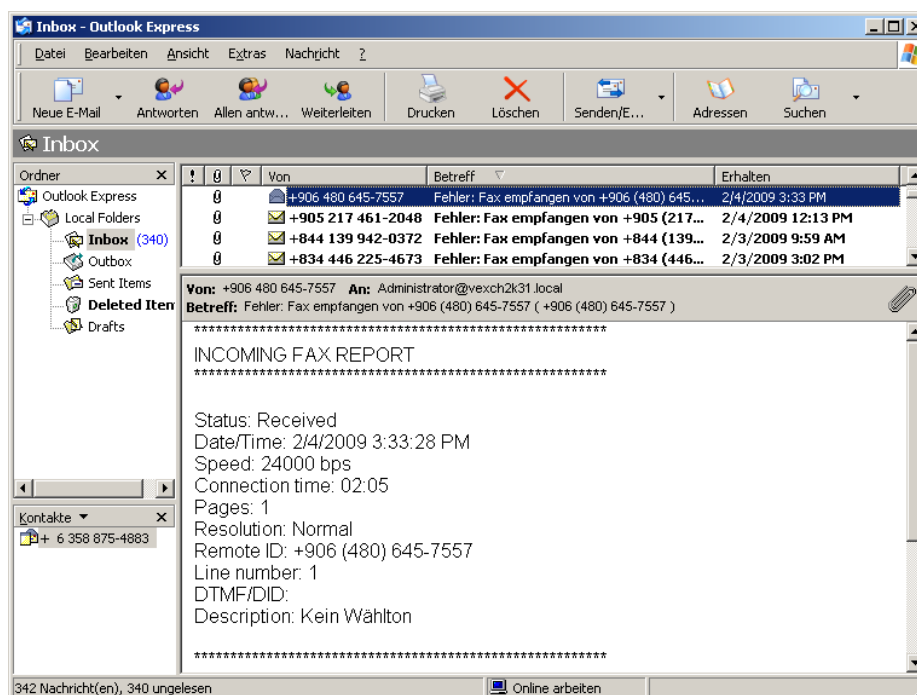 Inbox - Outlook Express
Datei Bearbeiten Ansicht Extras Nachricht ?
Neue E-Mail Antworten Allen antw... Weiterleiten Drucken Löschen Senden/E... Adressen Suchen
Inbox
Ordner
Outlook Express
Local Folders
Inbox (340)
Outbox
Sent Items
Deleted Item
Drafts
Kontakte
+ 6 358 875-4883
! Von Betreff Erhalten
+906 480 645-7557 Fehler: Fax empfangen von +906 (480) 645... 2/4/2009 3:33 PM
+905 217 461-2048 Fehler: Fax empfangen von +905 (217... 2/4/2009 12:13 PM
+844 139 942-0372 Fehler: Fax empfangen von +844 (139... 2/3/2009 9:59 AM
+834 446 225-4673 Fehler: Fax empfangen von +834 (446... 2/3/2009 3:02 PM
Von: +906 480 645-7557 An: Administrator@vexch2k31.local
Betreff: Fehler: Fax empfangen von +906 (480) 645-7557 ( +906 (480) 645-7557 )
*******************************************************
INCOMING FAX REPORT
*******************************************************
Status: Received
Date/Time: 2/4/2009 3:33:28 PM
Speed: 24000 bps
Connection time: 02:05
Pages: 1
Resolution: Normal
Remote ID: +906 (480) 645-7557
Line number: 1
DTMF/DID:
Description: Kein Wählton
*******************************************************
342 Nachricht(en), 340 ungelesen Online arbeiten